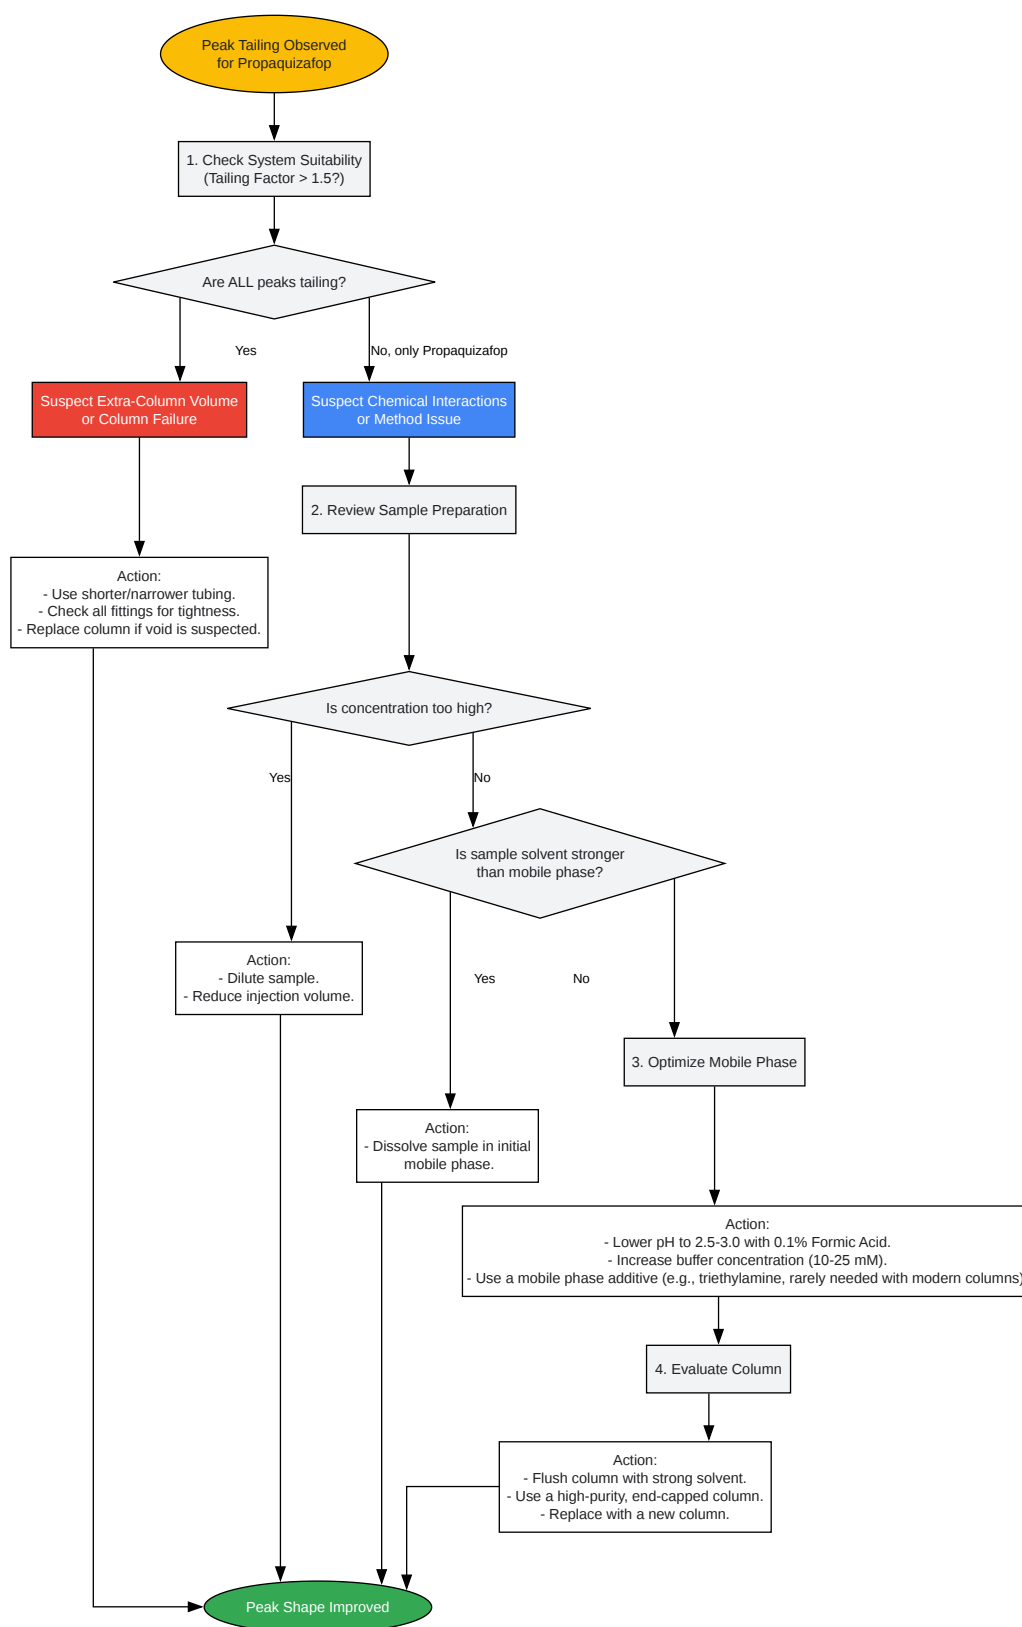 Peak Tailing Observed
for Propaquizafop
1. Check System Suitability
(Tailing Factor > 1.5?)
Are ALL peaks tailing?
Yes
No, only Propaquizafop
Suspect Extra-Column Volume
or Column Failure
Suspect Chemical Interactions
or Method Issue
2. Review Sample Preparation
Action:
- Use shorter/narrower tubing.
- Check all fittings for tightness.
- Replace column if void is suspected.
Is concentration too high?
Yes
No
Is sample solvent stronger
than mobile phase?
Action:
- Dilute sample.
- Reduce injection volume.
Yes
No
3. Optimize Mobile Phase
Action:
- Dissolve sample in initial
mobile phase.
Action:
- Lower pH to 2.5-3.0 with 0.1% Formic Acid.
- Increase buffer concentration (10-25 mM).
- Use a mobile phase additive (e.g., triethylamine, rarely needed with modern columns)
4. Evaluate Column
Action:
- Flush column with strong solvent.
- Use a high-purity, end-capped column.
- Replace with a new column.
Peak Shape Improved